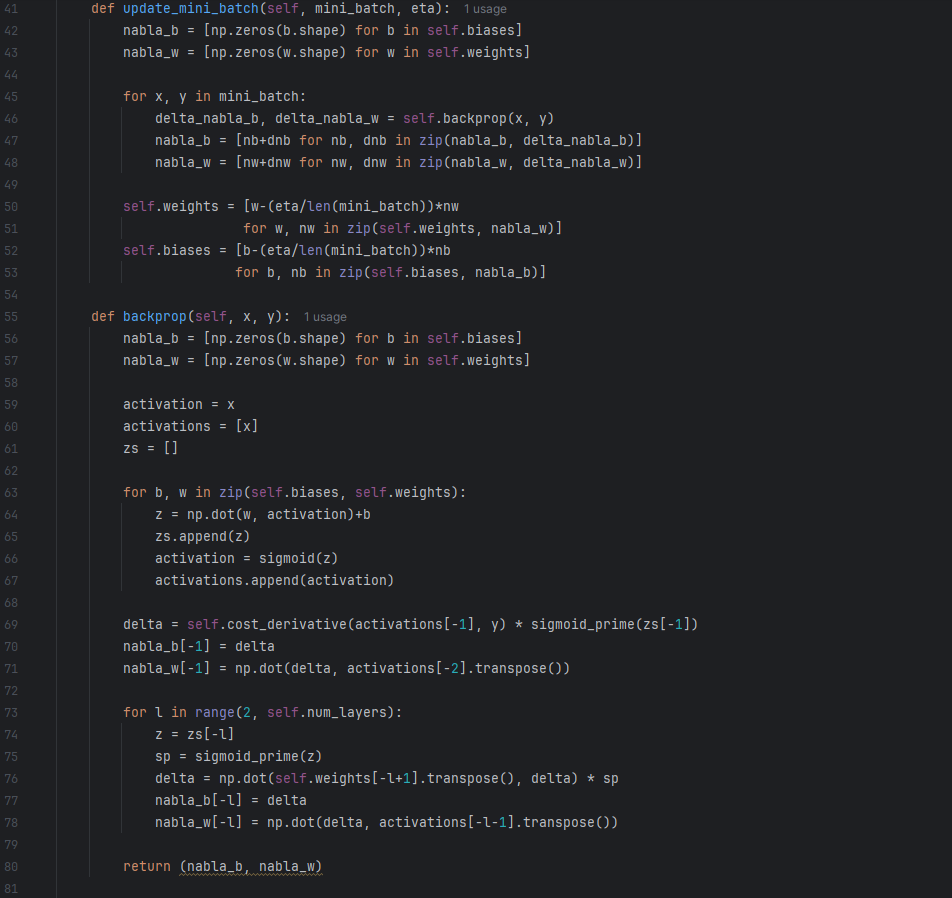 41 def update_mini_batch(self, mini_batch, eta): 1 usage
42 nabla_b = [np.zeros(b.shape) for b in self.biases]
43 nabla_w = [np.zeros(w.shape) for w in self.weights]
44
45 for x, y in mini_batch:
46 delta_nabla_b, delta_nabla_w = self.backprop(x, y)
47 nabla_b = [nb+dnb for nb, dnb in zip(nabla_b, delta_nabla_b)]
48 nabla_w = [nw+dnw for nw, dnw in zip(nabla_w, delta_nabla_w)]
49
50 self.weights = [w-(eta/len(mini_batch))*nw
51 for w, nw in zip(self.weights, nabla_w)]
52 self.biases = [b-(eta/len(mini_batch))*nb
53 for b, nb in zip(self.biases, nabla_b)]
54
55 def backprop(self, x, y): 1 usage
56 nabla_b = [np.zeros(b.shape) for b in self.biases]
57 nabla_w = [np.zeros(w.shape) for w in self.weights]
58
59 activation = x
60 activations = [x]
61 zs = []
62
63 for b, w in zip(self.biases, self.weights):
64 z = np.dot(w, activation)+b
65 zs.append(z)
66 activation = sigmoid(z)
67 activations.append(activation)
68
69 delta = self.cost_derivative(activations[-1], y) * sigmoid_prime(zs[-1])
70 nabla_b[-1] = delta
71 nabla_w[-1] = np.dot(delta, activations[-2].transpose())
72
73 for l in range(2, self.num_layers):
74 z = zs[-l]
75 sp = sigmoid_prime(z)
76 delta = np.dot(self.weights[-l+1].transpose(), delta) * sp
77 nabla_b[-l] = delta
78 nabla_w[-l] = np.dot(delta, activations[-l-1].transpose())
79
80 return (nabla_b, nabla_w)
81